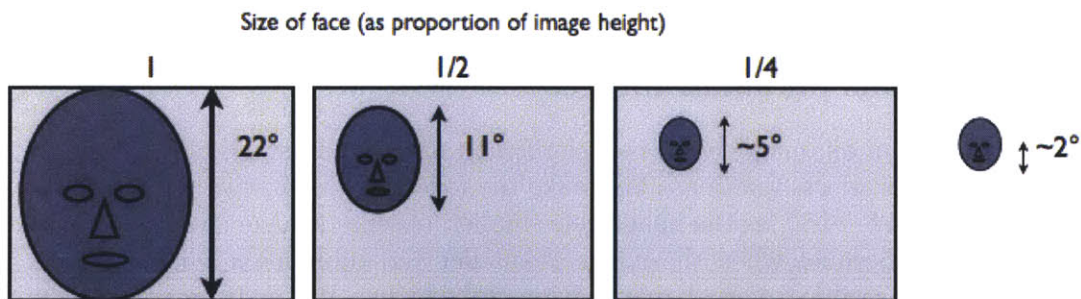 Size of face (as proportion of image height)
1 1/2 1/4
22° 11° ~5° ~2°